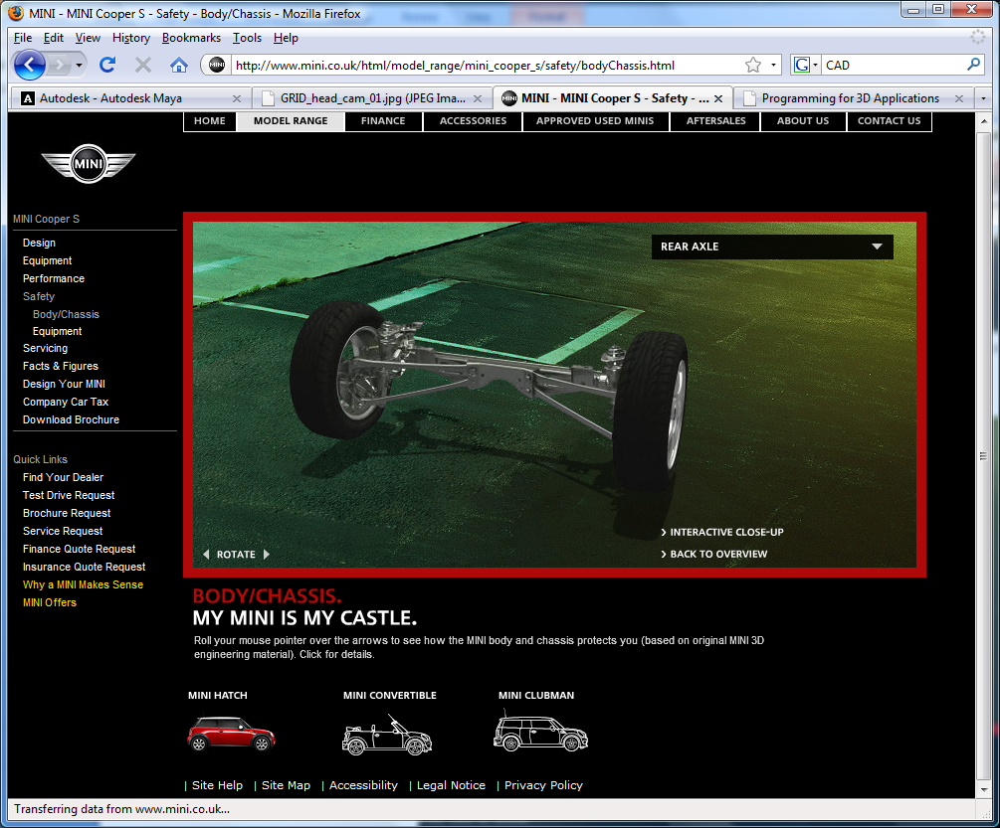 MINI - MINI Cooper S - Safety - Body/Chassis - Mozilla Firefox
File Edit View History Bookmarks Tools Help
MINI http://www.mini.co.uk/html/model_range/mini_cooper_s/safety/bodyChassis.html G CAD
A Autodesk - Autodesk Maya GRID_head_cam_01.jpg (JPEG Ima... MINI MINI - MINI Cooper S - Safety - ... Programming for 3D Applications
HOME MODEL RANGE FINANCE ACCESSORIES APPROVED USED MINIS AFTERSALES ABOUT US CONTACT US
MINI
MINI Cooper S
Design
Equipment
Performance
Safety
Body/Chassis
Equipment
Servicing
Facts & Figures
Design Your MINI
Company Car Tax
Download Brochure
Quick Links
Find Your Dealer
Test Drive Request
Brochure Request
Service Request
Finance Quote Request
Insurance Quote Request
Why a MINI Makes Sense
MINI Offers
REAR AXLE
INTERACTIVE CLOSE-UP
ROTATE
BACK TO OVERVIEW
BODY/CHASSIS.
MY MINI IS MY CASTLE.
Roll your mouse pointer over the arrows to see how the MINI body and chassis protects you (based on original MINI 3D
engineering material). Click for details.
MINI HATCH MINI CONVERTIBLE MINI CLUBMAN
| Site Help | Site Map | Accessibility | Legal Notice | Privacy Policy
Transferring data from www.mini.co.uk...